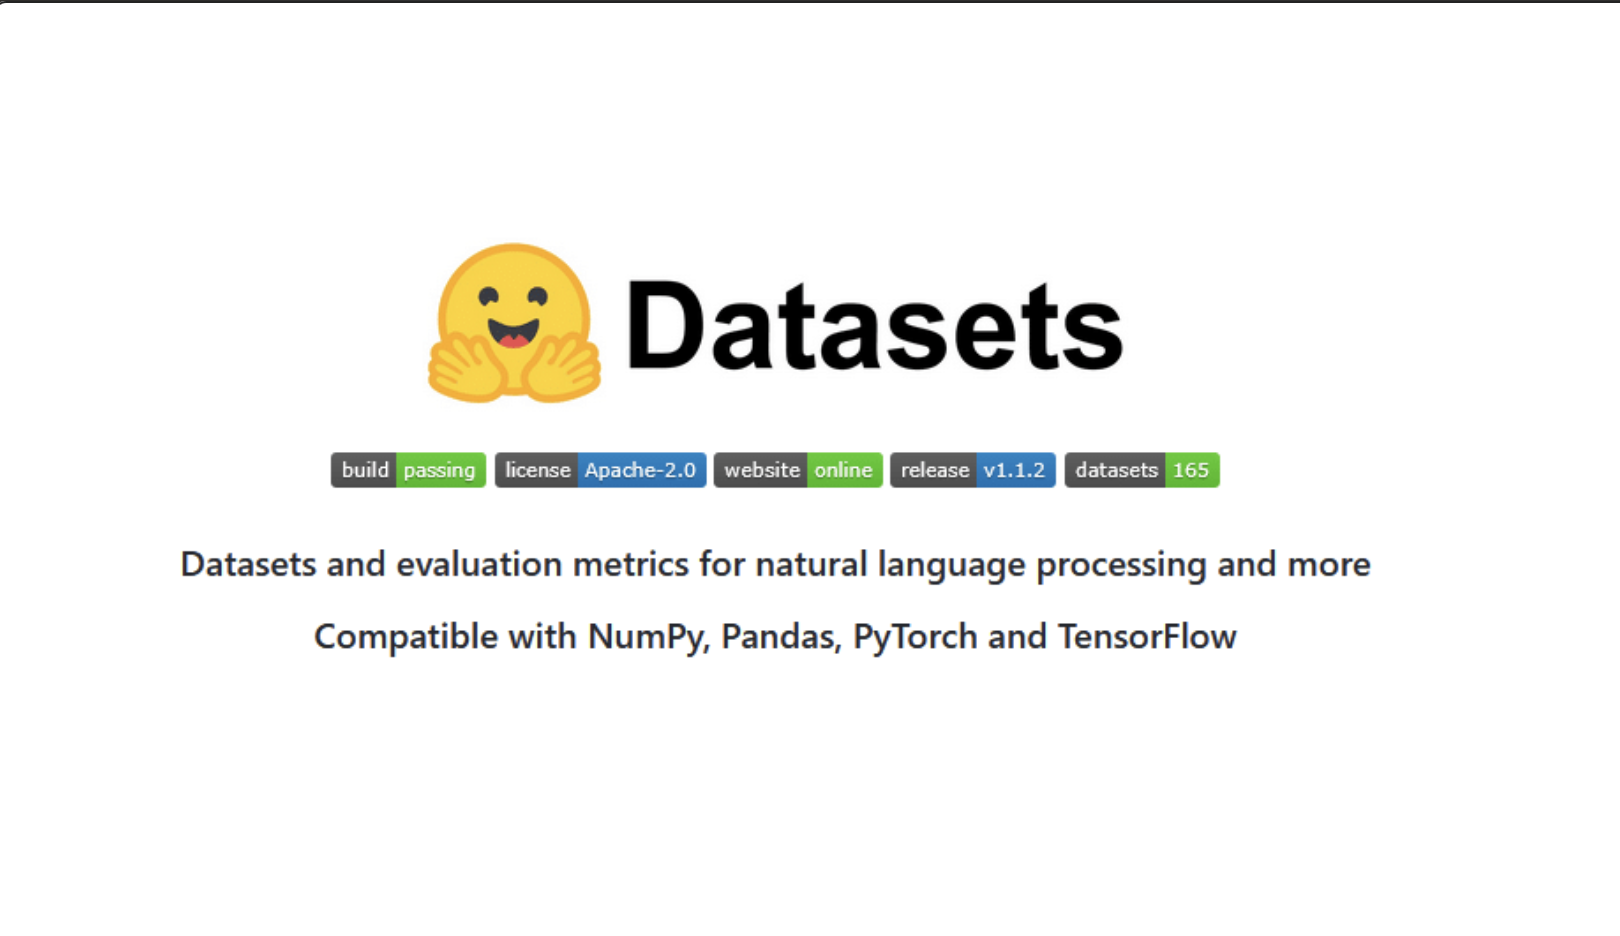 Datasets
build passing license Apache-2.0 website online release v1.1.2 datasets 165
Datasets and evaluation metrics for natural language processing and more
Compatible with NumPy, Pandas, PyTorch and TensorFlow